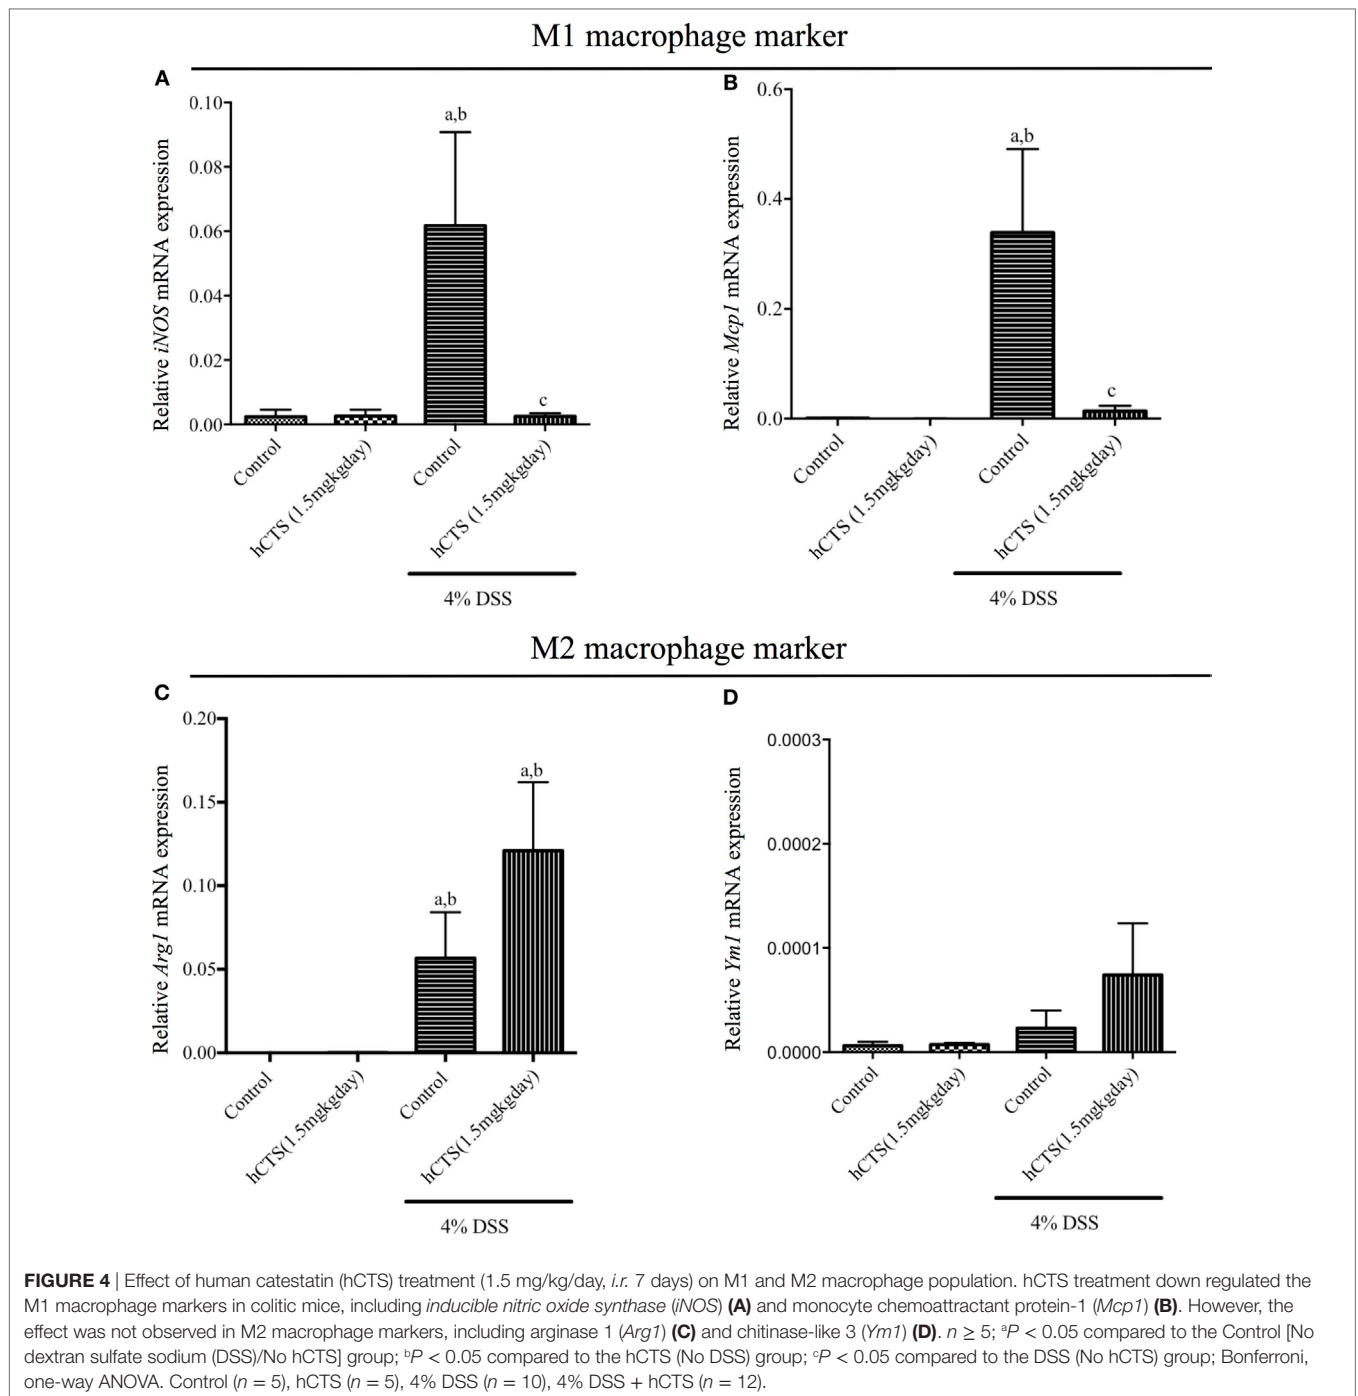 M1 macrophage marker
A
B
Relative iNOS mRNA expression
0.10
0.08
0.06
0.04
0.02
0.00
a,b
c
Control
hCTS (1.5mgkgday)
Control
hCTS (1.5mgkgday)
4% DSS
Relative Mcp1 mRNA expression
0.6
0.4
0.2
0.0
a,b
c
Control
hCTS (1.5mgkgday)
Control
hCTS (1.5mgkgday)
4% DSS
M2 macrophage marker
C
D
Relative Arg1 mRNA expression
0.20
0.15
0.10
0.05
0.00
a,b
a,b
Control
hCTS(1.5mgkgday)
Control
hCTS(1.5mgkgday)
4% DSS
Relative Ym1 mRNA expression
0.0003
0.0002
0.0001
0.0000
Control
hCTS(1.5mgkgday)
Control
hCTS(1.5mgkgday)
4% DSS
FIGURE 4 | Effect of human catestatin (hCTS) treatment (1.5 mg/kg/day, i.r. 7 days) on M1 and M2 macrophage population. hCTS treatment down regulated the
M1 macrophage markers in colitic mice, including inducible nitric oxide synthase (iNOS) (A) and monocyte chemoattractant protein-1 (Mcp1) (B). However, the
effect was not observed in M2 macrophage markers, including arginase 1 (Arg1) (C) and chitinase-like 3 (Ym1) (D). n ≥ 5; ᵃP < 0.05 compared to the Control [No
dextran sulfate sodium (DSS)/No hCTS] group; ᵇP < 0.05 compared to the hCTS (No DSS) group; ᶜP < 0.05 compared to the DSS (No hCTS) group; Bonferroni,
one-way ANOVA. Control (n = 5), hCTS (n = 5), 4% DSS (n = 10), 4% DSS + hCTS (n = 12).